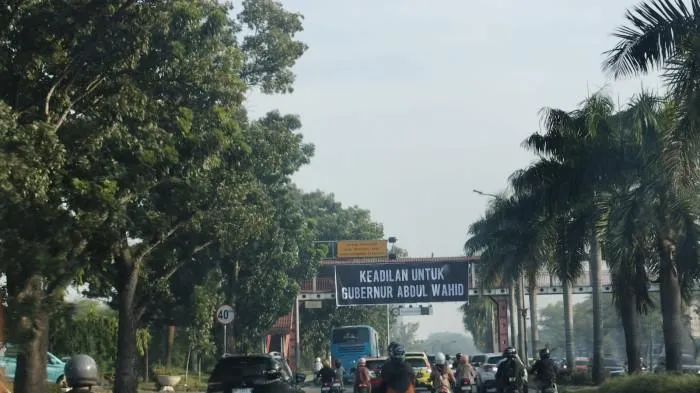 KEADILAN UNTUK
GUBERNUR ABDUL WAHID
40